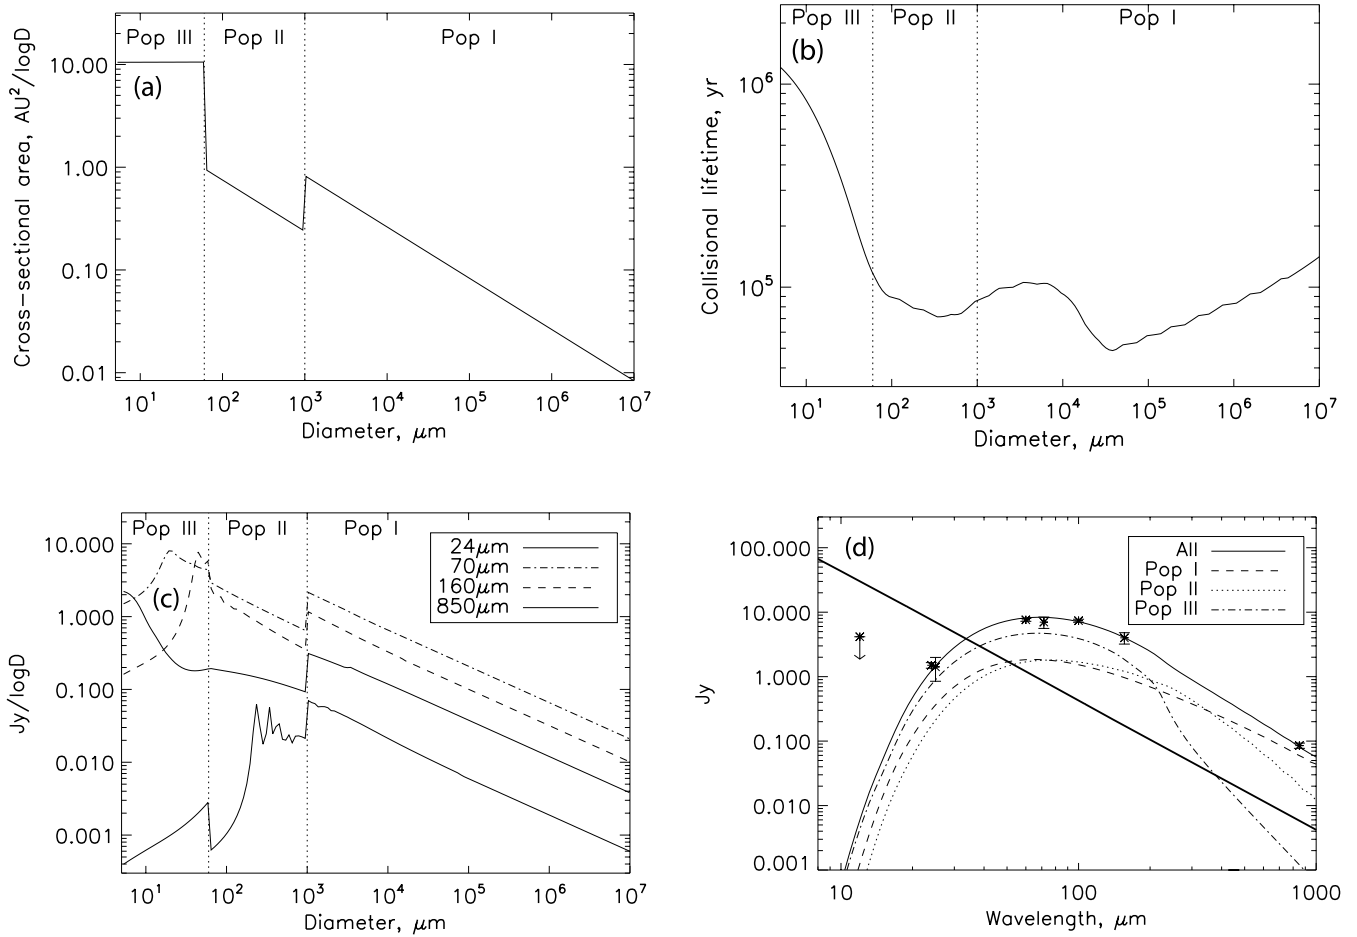 Pop III Pop II Pop I
(a)
Cross-sectional area, AU²/logD
10.00
1.00
0.10
0.01
10¹ 10² 10³ 10⁴ 10⁵ 10⁶ 10⁷
Diameter, μm
Pop III Pop II Pop I
(b)
Collisional lifetime, yr
10⁶
10⁵
10¹ 10² 10³ 10⁴ 10⁵ 10⁶ 10⁷
Diameter, μm
Pop III Pop II Pop I
24μm
70μm
160μm
850μm
(c)
Jy/logD
10.000
1.000
0.100
0.010
0.001
10¹ 10² 10³ 10⁴ 10⁵ 10⁶ 10⁷
Diameter, μm
(d)
All
Pop I
Pop II
Pop III
Jy
100.000
10.000
1.000
0.100
0.010
0.001
10 100 1000
Wavelength, μm